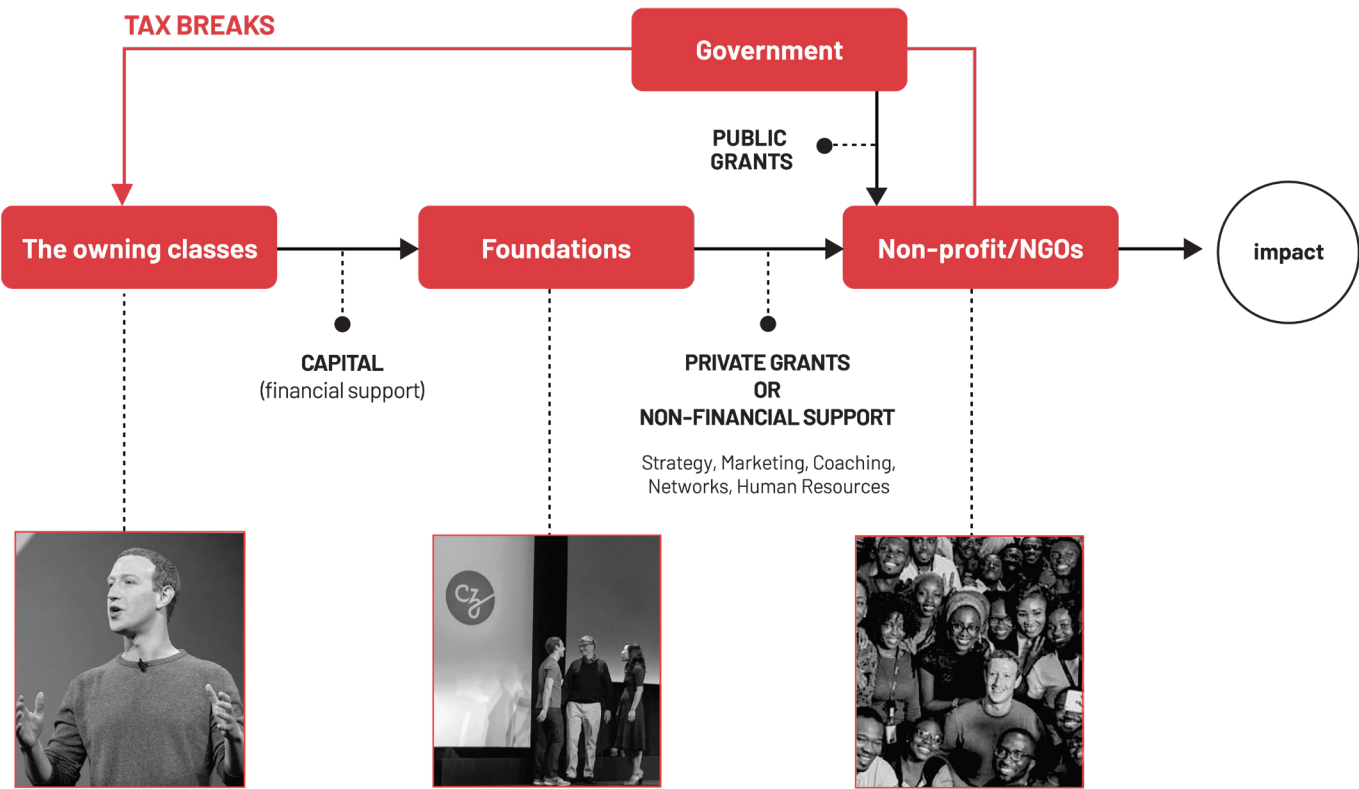 TAX BREAKS
Government
PUBLIC
GRANTS
The owning classes
Foundations
Non-profit/NGOs
impact
CAPITAL
(financial support)
PRIVATE GRANTS
OR
NON-FINANCIAL SUPPORT
Strategy, Marketing, Coaching,
Networks, Human Resources
cz